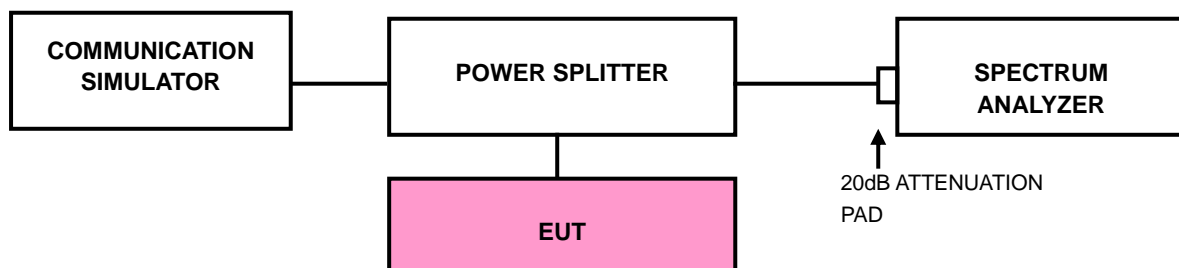 COMMUNICATION
SIMULATOR
POWER SPLITTER
SPECTRUM
ANALYZER
20dB ATTENUATION
PAD
EUT